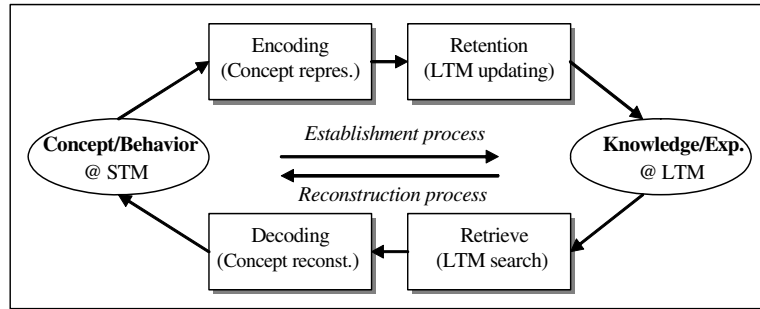 Encoding
(Concept repres.)
Retention
(LTM updating)
Concept/Behavior
@ STM
Establishment process
Reconstruction process
Knowledge/Exp.
@ LTM
Decoding
(Concept reconst.)
Retrieve
(LTM search)